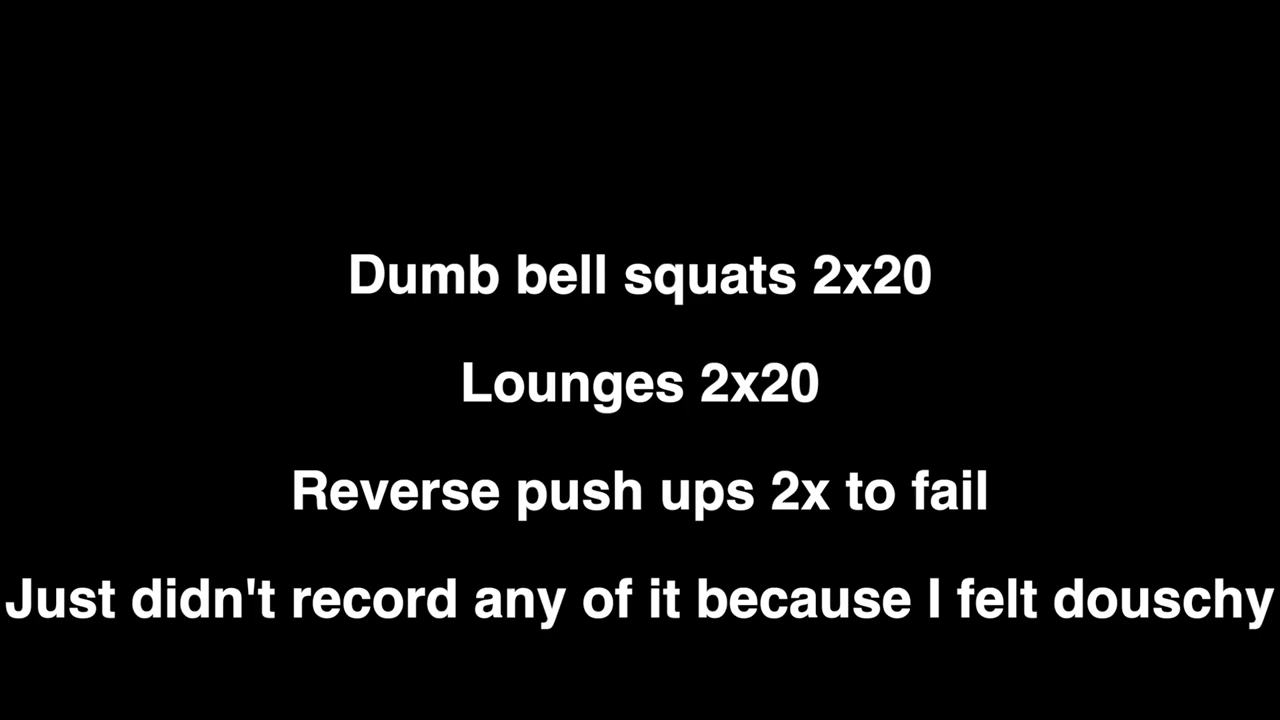 Dumb bell squats 2x20
Lounges 2x20
Reverse push ups 2x to fail
Just didn't record any of it because I felt douschy